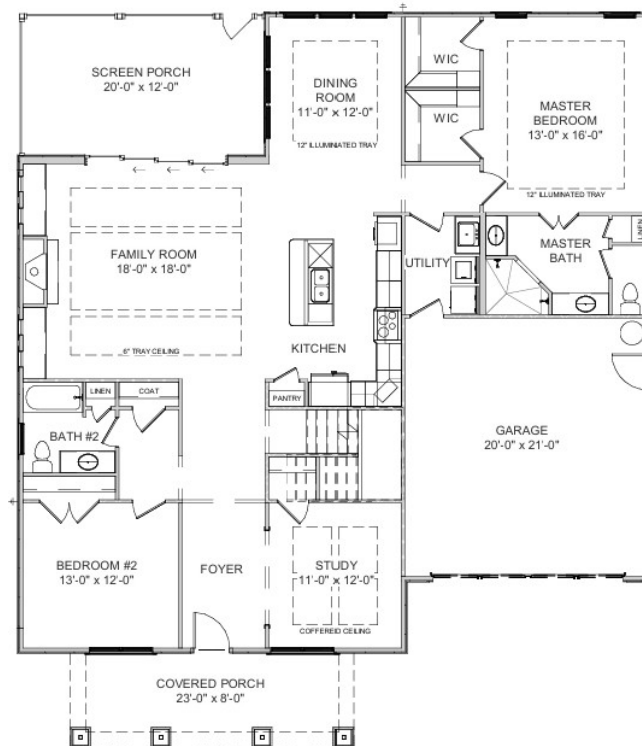 SCREEN PORCH
20'-0" x 12'-0"
DINING
ROOM
11'-0" x 12'-0"
12" ILLUMINATED TRAY
WIC
WIC
MASTER
BEDROOM
13'-0" x 16'-0"
12" ILLUMINATED TRAY
FAMILY ROOM
18'-0" x 18'-0"
6" TRAY CEILING
KITCHEN
UTILITY
MASTER
BATH
LINEN
PANTRY
LINEN
COAT
BATH #2
GARAGE
20'-0" x 21'-0"
BEDROOM #2
13'-0" x 12'-0"
FOYER
STUDY
11'-0" x 12'-0"
COFFEREID CEILING
COVERED PORCH
23'-0" x 8'-0"